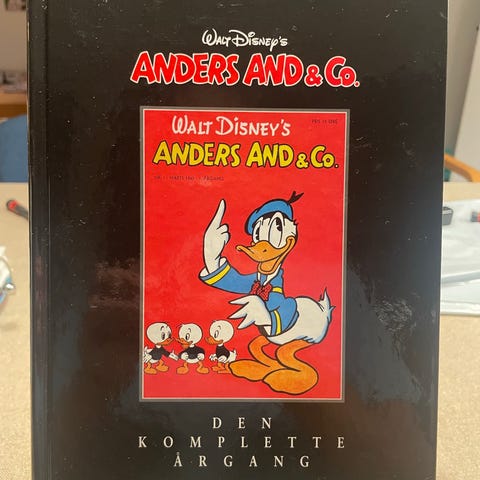 WALT DISNEY'S
ANDERS AND & Co.
WALT DISNEY'S
ANDERS AND & Co.
DEN
KOMPLETTE
ÅRGANG